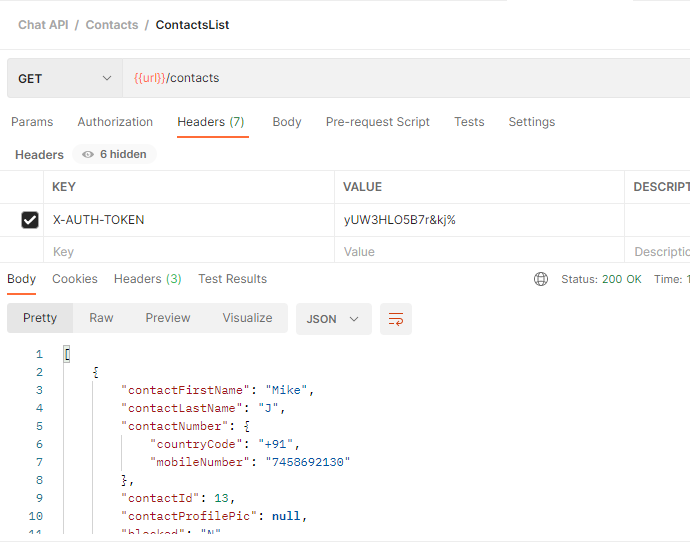 Chat API / Contacts / ContactsList
GET {{url}}/contacts
Params Authorization Headers (7) Body Pre-request Script Tests Settings
Headers 6 hidden
KEY VALUE DESCRIPT
X-AUTH-TOKEN yUW3HLO5B7r&kj%
Key Value Descriptio
Body Cookies Headers (3) Test Results Status: 200 OK Time: 1
Pretty Raw Preview Visualize JSON
1 [
2 {
3 "contactFirstName": "Mike",
4 "contactLastName": "J",
5 "contactNumber": {
6 "countryCode": "+91",
7 "mobileNumber": "7458692130"
8 },
9 "contactId": 13,
10 "contactProfilePic": null,
11 "blocked": "N"